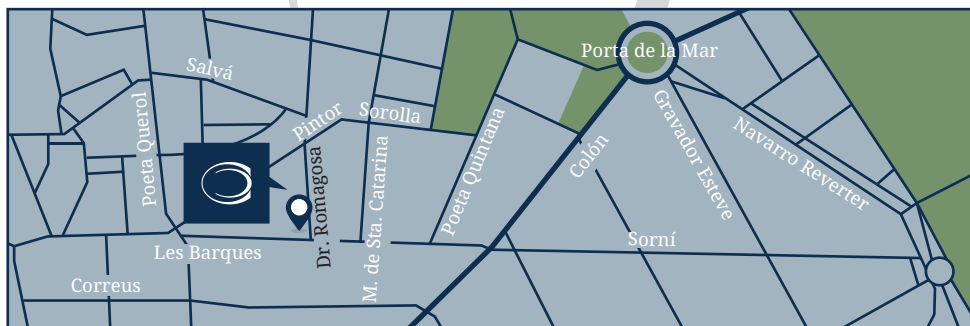 Porta de la Mar
Salvá
Pintor Sorolla
Poeta Querol
Dr. Romagosa
M. de Sta. Catarina
Poeta Quintana
Colón
Gravador Esteve
Navarro Reverter
Les Barques
Sorní
Correus